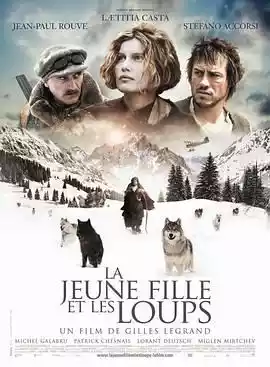 LÆTITIA CASTA
JEAN-PAUL ROUVE STEFANO ACCORSI
LA
JEUNE FILLE
ET LES
LOUPS
UN FILM DE GILLES LEGRAND
MICHEL GALABRU PATRICK CHESNAIS LORANT DEUTSCH MIGLEN MIRTCHEV